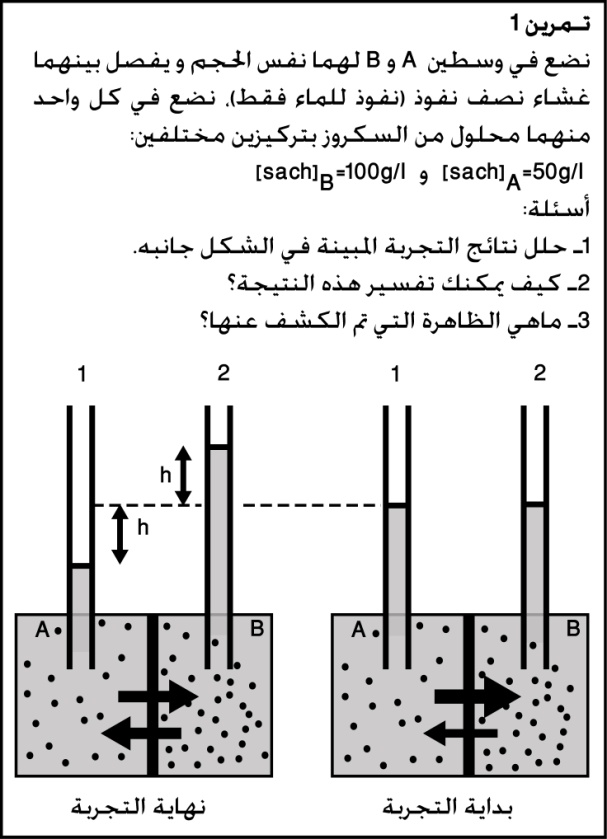 تـمرين 1
نضع في وسطين A و B لهما نفس الحجم و يفصل بينهما
غشاء نصف نفوذ (نفوذ للماء فقط). نضع في كل واحد
منهما محلول من السكروز بتركيزين مختلفين:
[sach]A=50g/l و [sach]B=100g/l
أسئلة:
1ـ حلل نتائج التجربة المبينة في الشكل جانبه.
2ـ كيف يمكنك تفسير هذه النتيجة؟
3ـ ماهي الظاهرة التي تم الكشف عنها؟
1 2 1 2
h
h
A B A B
نهاية التجربة بداية التجربة